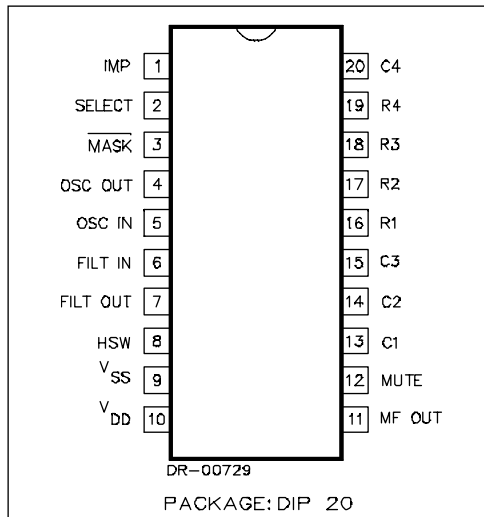 IMP 1 20 C4
SELECT 2 19 R4
MASK 3 18 R3
OSC OUT 4 17 R2
OSC IN 5 16 R1
FILT IN 6 15 C3
FILT OUT 7 14 C2
HSW 8 13 C1
VSS 9 12 MUTE
VDD 10 11 MF OUT
DR-00729
PACKAGE: DIP 20